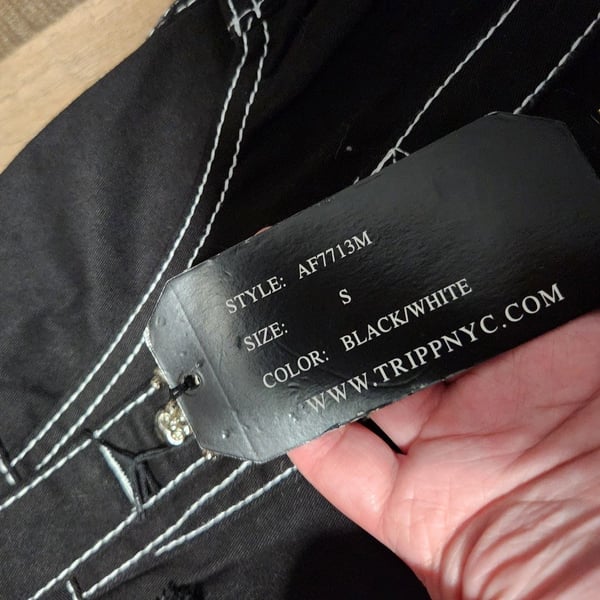 STYLE: AF7713M
SIZE: S
COLOR: BLACK/WHITE
WWW.TRIPPNYC.COM